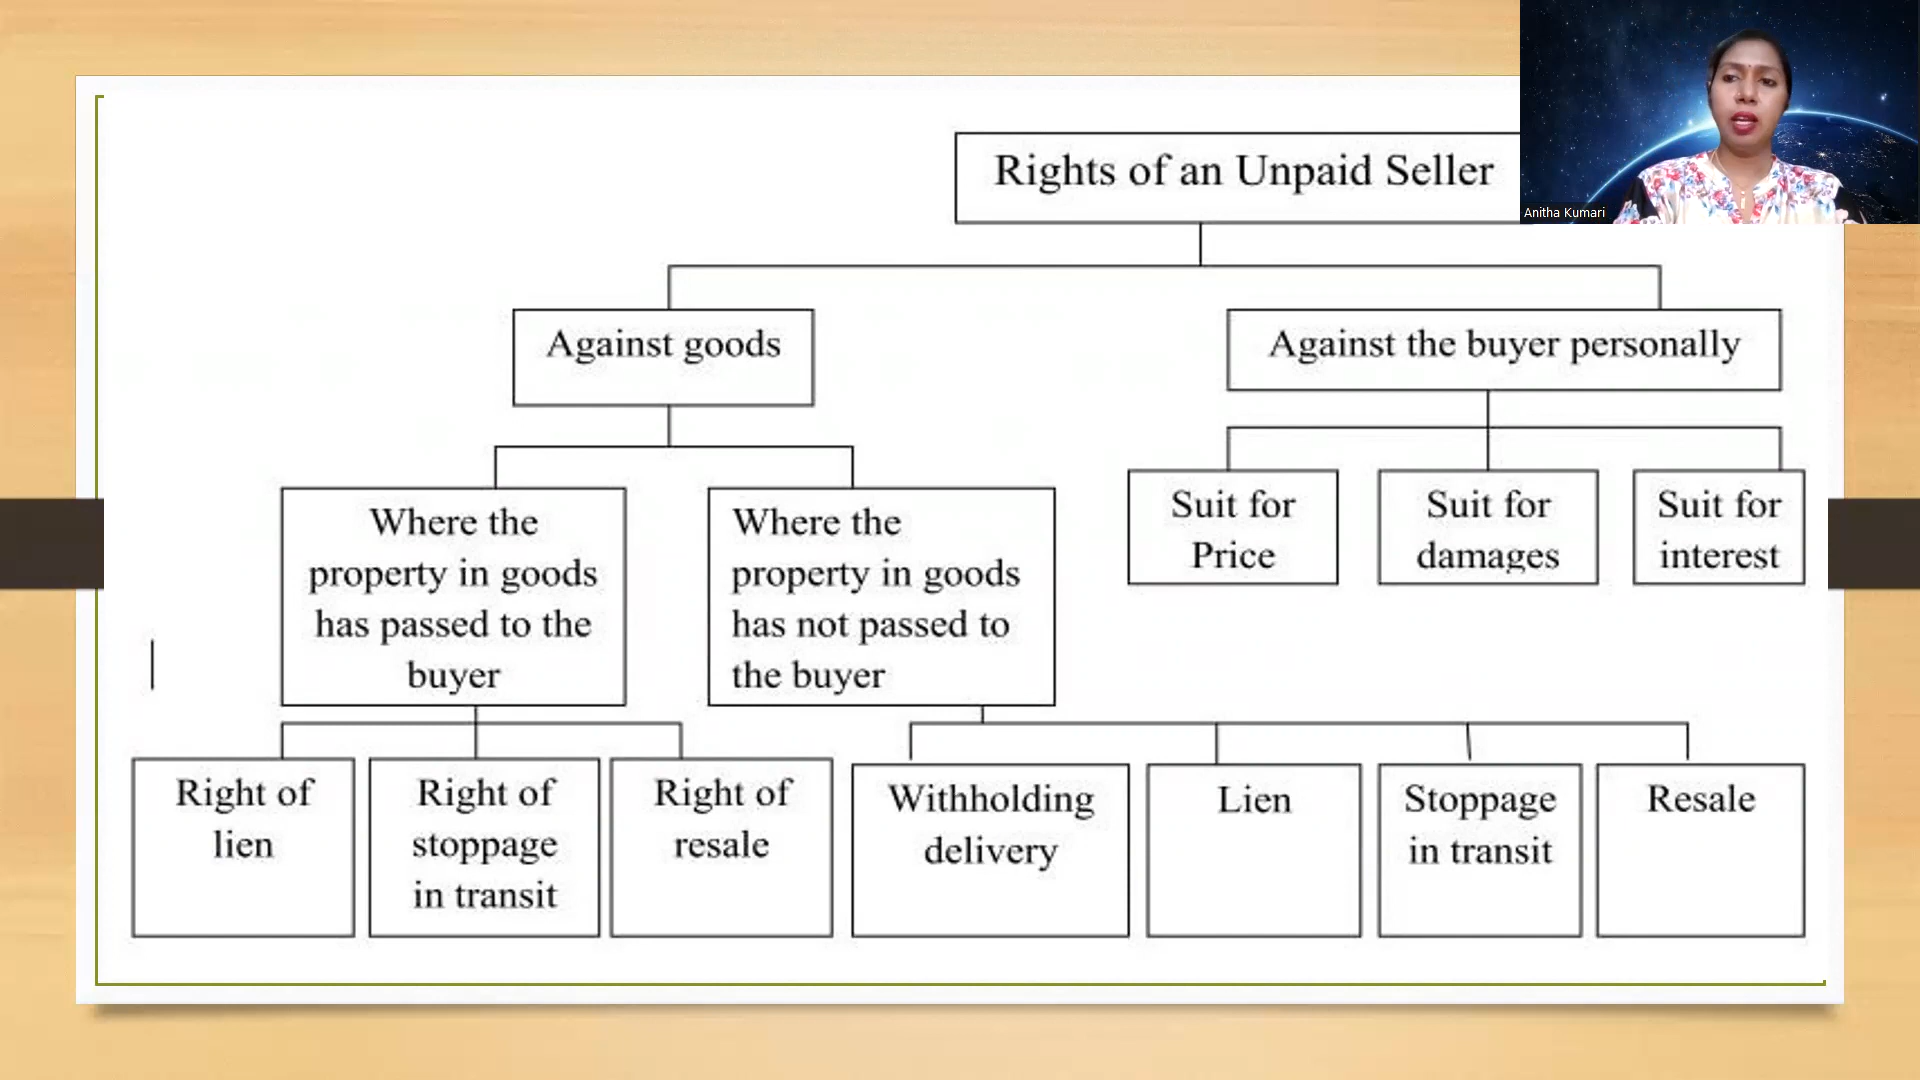 Rights of an Unpaid Seller
Anitha Kumari
Against goods
Against the buyer personally
Where the
property in goods
has passed to the
buyer
Where the
property in goods
has not passed to
the buyer
Suit for
Price
Suit for
damages
Suit for
interest
Right of
lien
Right of
stoppage
in transit
Right of
resale
Withholding
delivery
Lien
Stoppage
in transit
Resale